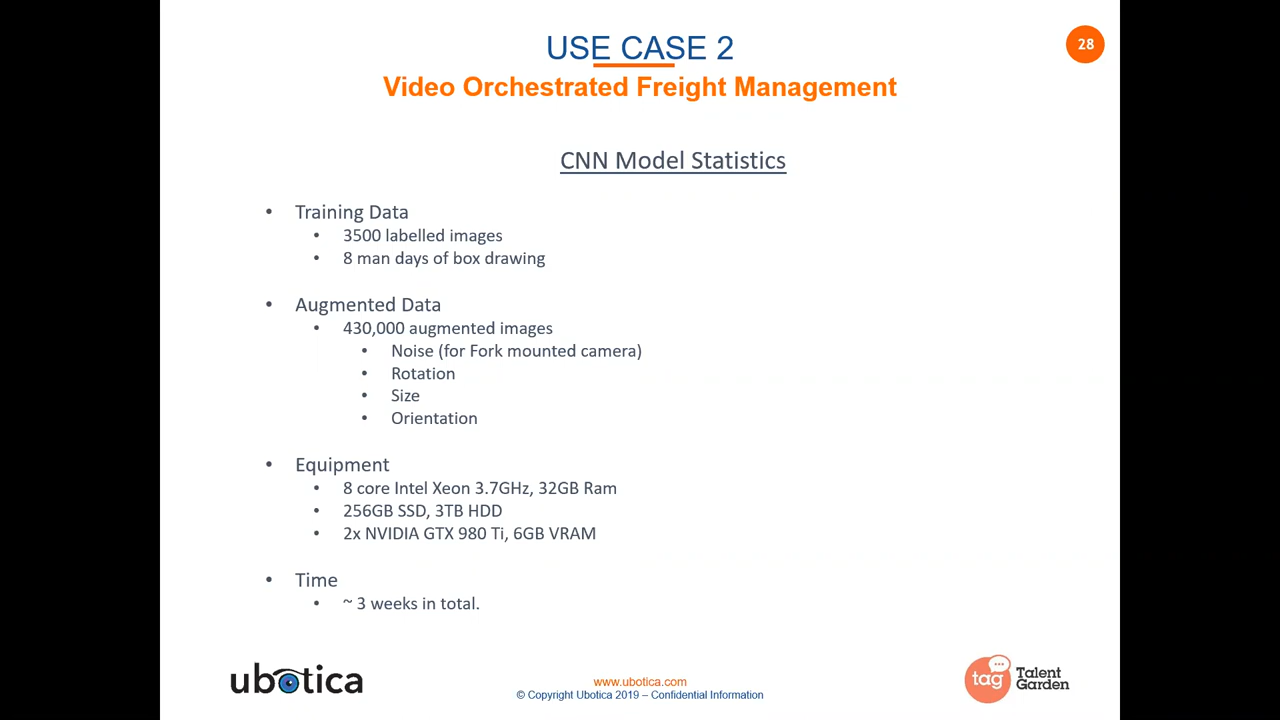 USE CASE 2
28
Video Orchestrated Freight Management
CNN Model Statistics
• Training Data
• 3500 labelled images
• 8 man days of box drawing
• Augmented Data
• 430,000 augmented images
• Noise (for Fork mounted camera)
• Rotation
• Size
• Orientation
• Equipment
• 8 core Intel Xeon 3.7GHz, 32GB Ram
• 256GB SSD, 3TB HDD
• 2x NVIDIA GTX 980 Ti, 6GB VRAM
• Time
• ~ 3 weeks in total.
ubotica
www.ubotica.com
© Copyright Ubotica 2019 – Confidential Information
tag
Talent
Garden